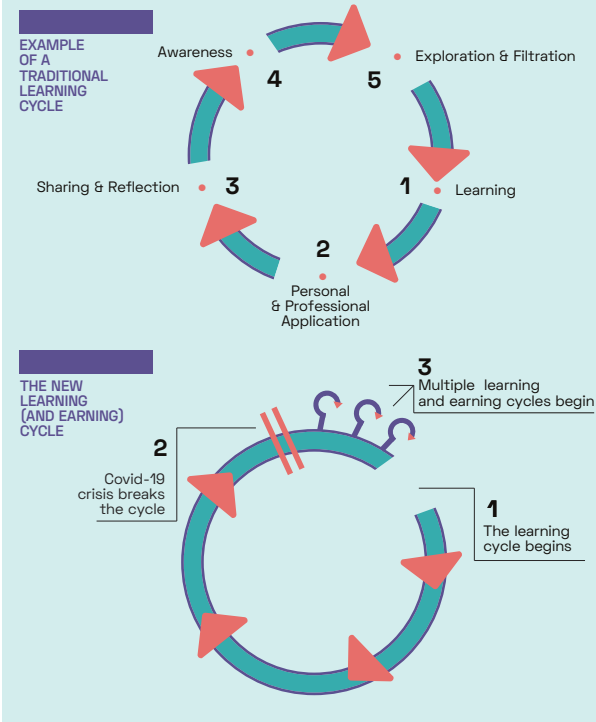 EXAMPLE
OF A
TRADITIONAL
LEARNING
CYCLE
Awareness
4
5
Exploration & Filtration
Sharing & Reflection
3
1
Learning
2
Personal
& Professional
Application
THE NEW
LEARNING
(AND EARNING)
CYCLE
3
Multiple learning
and earning cycles begin
2
Covid-19
crisis breaks
the cycle
1
The learning
cycle begins